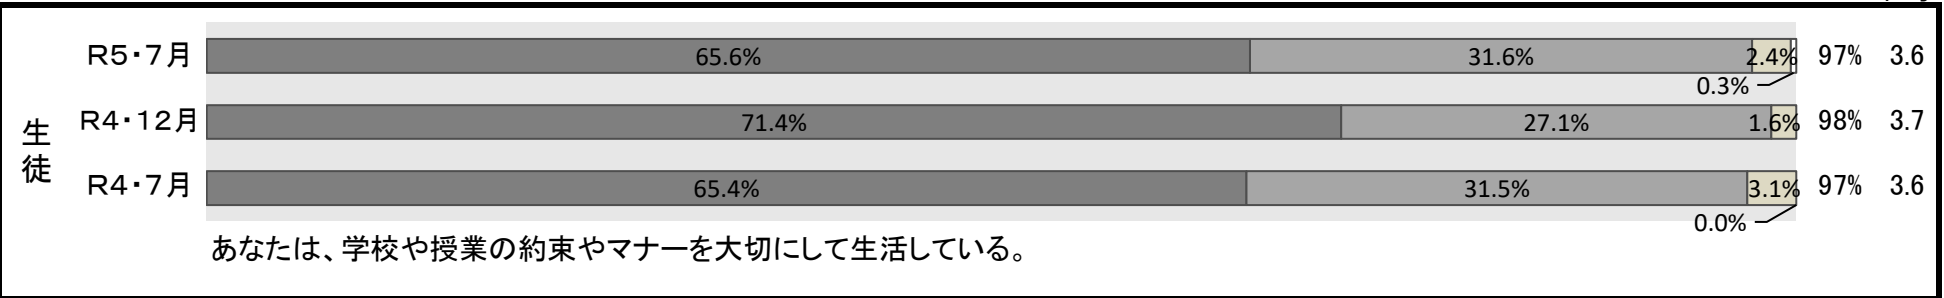 R5・7月 65.6% 31.6% 2.4% 97% 3.6
0.3%
生徒
R4・12月 71.4% 27.1% 1.6% 98% 3.7
R4・7月 65.4% 31.5% 3.1% 97% 3.6
0.0%
あなたは、学校や授業の約束やマナーを大切にして生活している。